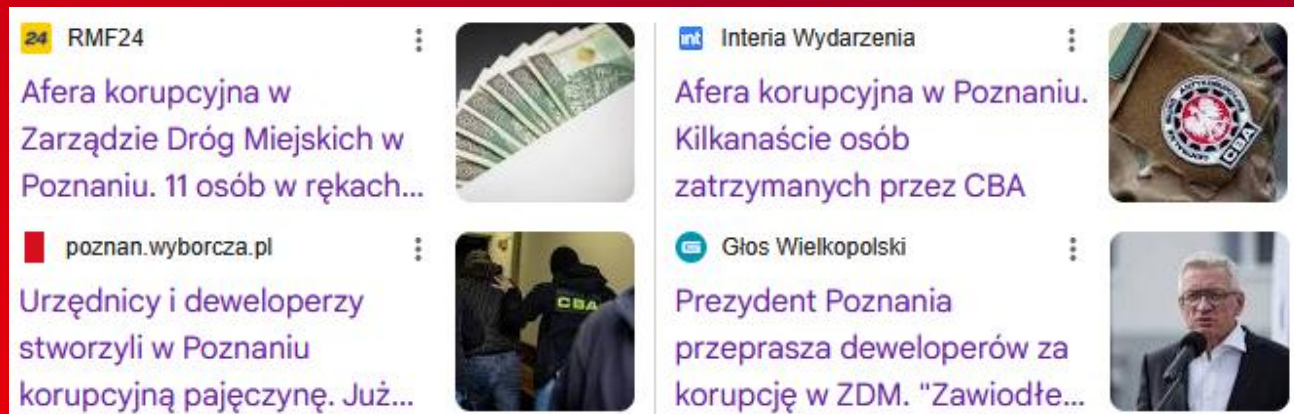 24 RMF24
Afera korupcyjna w
Zarządzie Dróg Miejskich w
Poznaniu. 11 osób w rękach...
int Interia Wydarzenia
Afera korupcyjna w Poznaniu.
Kilkanaście osób
zatrzymanych przez CBA
CBA
poznan.wyborcza.pl
Urzędnicy i deweloperzy
stworzyli w Poznaniu
korupcyjną pajęczynę. Już...
CBA
Głos Wielkopolski
Prezydent Poznania
przeprasza deweloperów za
korupcję w ZDM. "Zawiodłe...